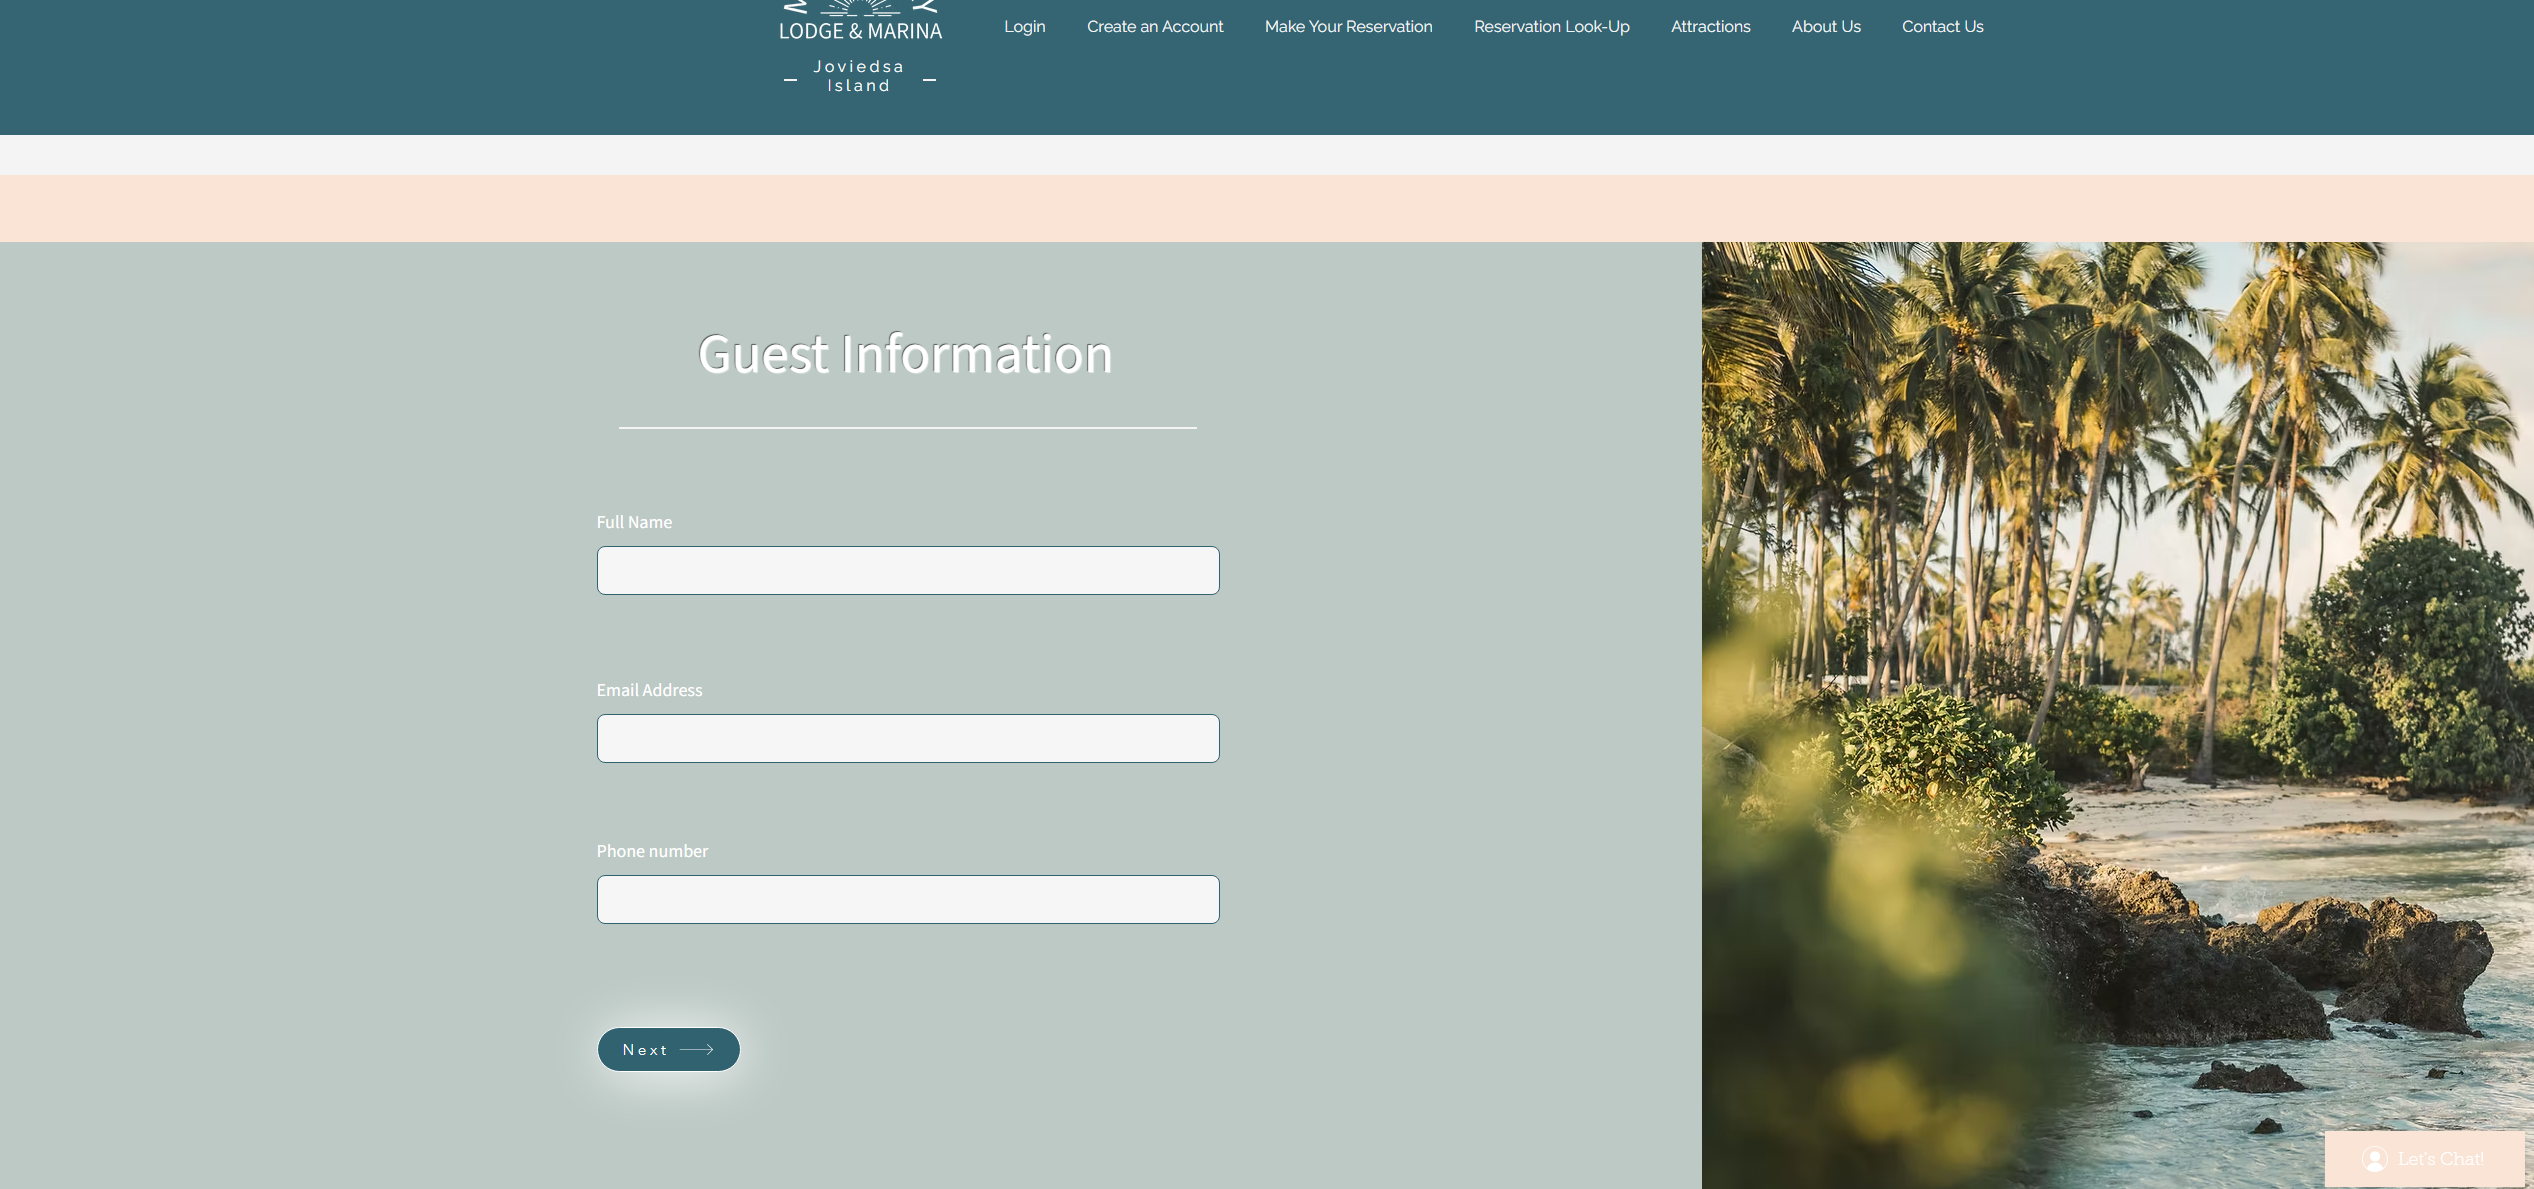 LODGE & MARINA
Joviedsa
Island
Login Create an Account Make Your Reservation Reservation Look-Up Attractions About Us Contact Us
Guest Information
Full Name
Email Address
Phone number
Next
Let's Chat!